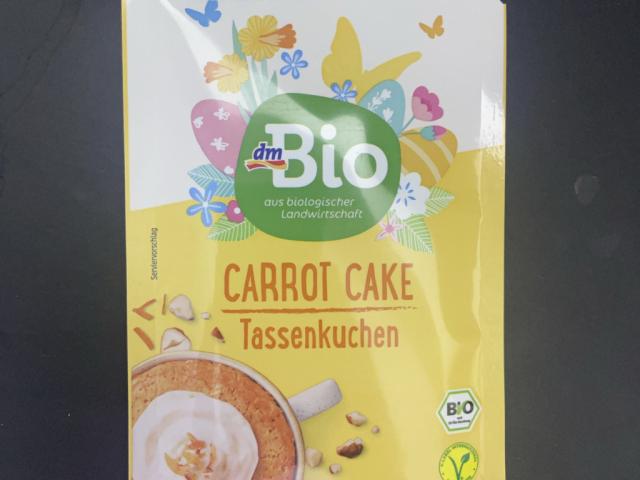 dm
Bio
aus biologischer
Landwirtschaft
Serviervorschlag
CARROT CAKE
Tassenkuchen
BIO